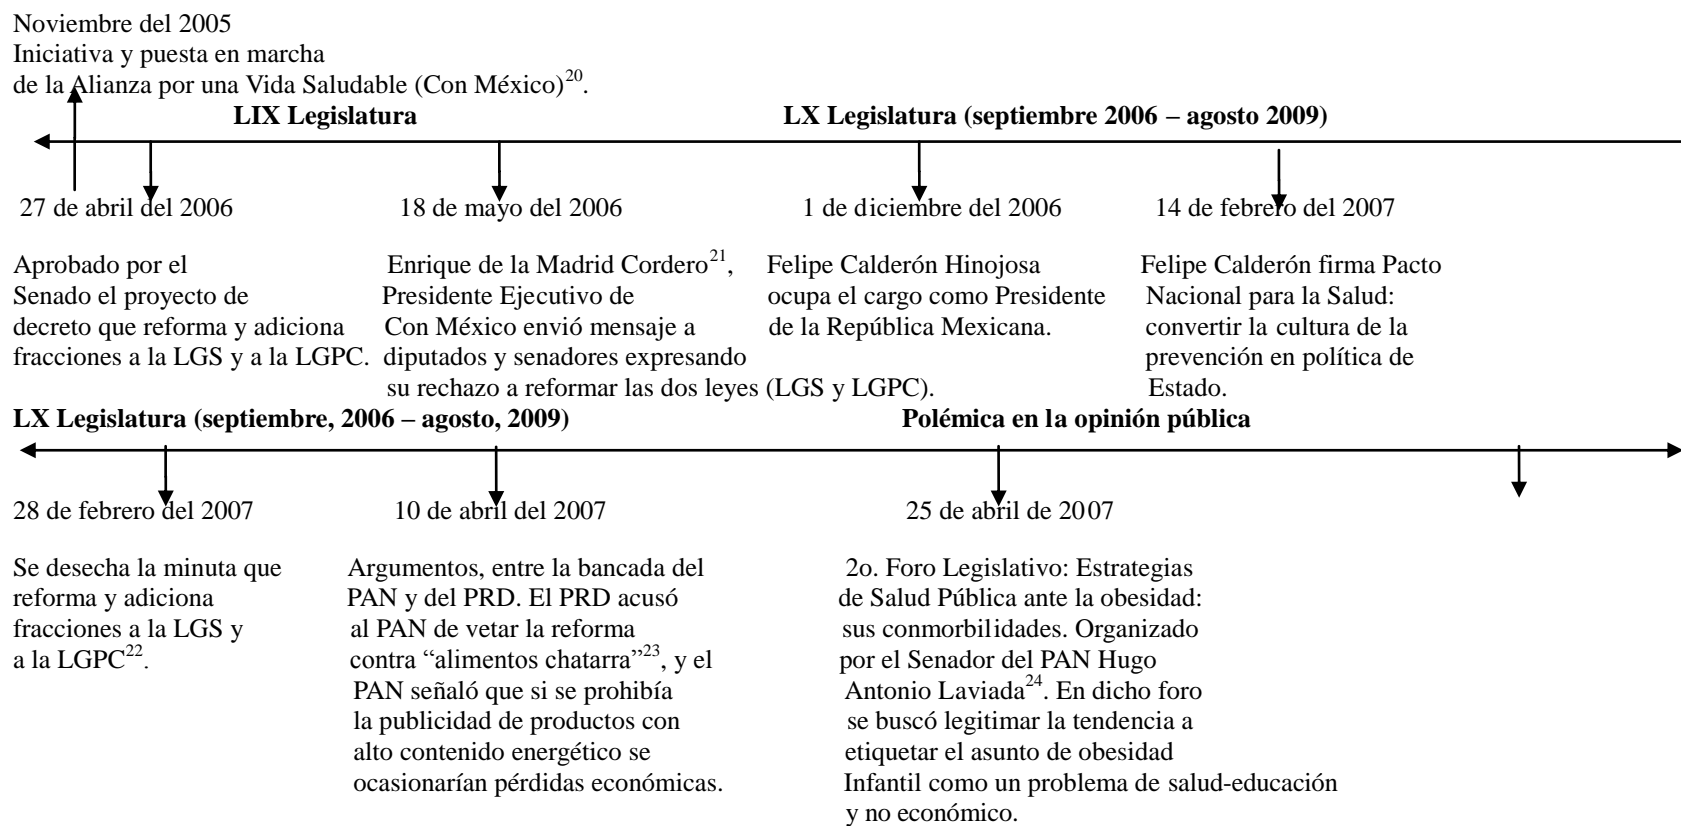 Noviembre del 2005
Iniciativa y puesta en marcha
de la Alianza por una Vida Saludable (Con México)20.
LIX Legislatura
LX Legislatura (septiembre 2006 – agosto 2009)
27 de abril del 2006
Aprobado por el
Senado el proyecto de
decreto que reforma y adiciona
fracciones a la LGS y a la LGPC.
18 de mayo del 2006
Enrique de la Madrid Cordero21,
Presidente Ejecutivo de
Con México envió mensaje a
diputados y senadores expresando
su rechazo a reformar las dos leyes (LGS y LGPC).
1 de diciembre del 2006
Felipe Calderón Hinojosa
ocupa el cargo como Presidente
de la República Mexicana.
14 de febrero del 2007
Felipe Calderón firma Pacto
Nacional para la Salud:
convertir la cultura de la
prevención en política de
Estado.
LX Legislatura (septiembre, 2006 – agosto, 2009)
Polémica en la opinión pública
28 de febrero del 2007
Se desecha la minuta que
reforma y adiciona
fracciones a la LGS y
a la LGPC22.
10 de abril del 2007
Argumentos, entre la bancada del
PAN y del PRD. El PRD acusó
al PAN de vetar la reforma
contra “alimentos chatarra”23, y el
PAN señaló que si se prohibía
la publicidad de productos con
alto contenido energético se
ocasionarían pérdidas económicas.
25 de abril de 2007
2o. Foro Legislativo: Estrategias
de Salud Pública ante la obesidad:
sus conmorbilidades. Organizado
por el Senador del PAN Hugo
Antonio Laviada24. En dicho foro
se buscó legitimar la tendencia a
etiquetar el asunto de obesidad
Infantil como un problema de salud-educación
y no económico.